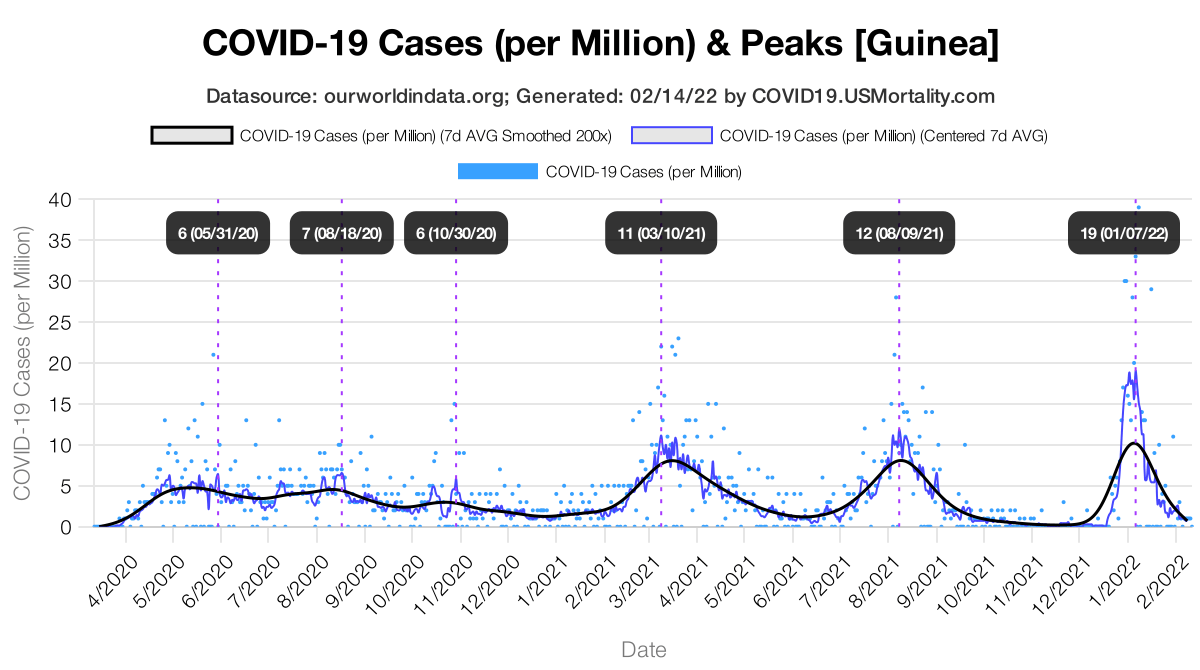 COVID-19 Cases (per Million) & Peaks [Guinea]
Datasource: ourworldindata.org; Generated: 02/14/22 by COVID19.USMortality.com
COVID-19 Cases (per Million) (7d AVG Smoothed 200x) COVID-19 Cases (per Million) (Centered 7d AVG)
COVID-19 Cases (per Million)
40
6 (05/31/20) 7 (08/18/20) 6 (10/30/20) 11 (03/10/21) 12 (08/09/21) 19 (01/07/22)
35
30
25
20
15
10
5
0
COVID-19 Cases (per Million)
4/2020 5/2020 6/2020 7/2020 8/2020 9/2020 10/2020 11/2020 12/2020 1/2021 2/2021 3/2021 4/2021 5/2021 6/2021 7/2021 8/2021 9/2021 10/2021 11/2021 12/2021 1/2022 2/2022
Date